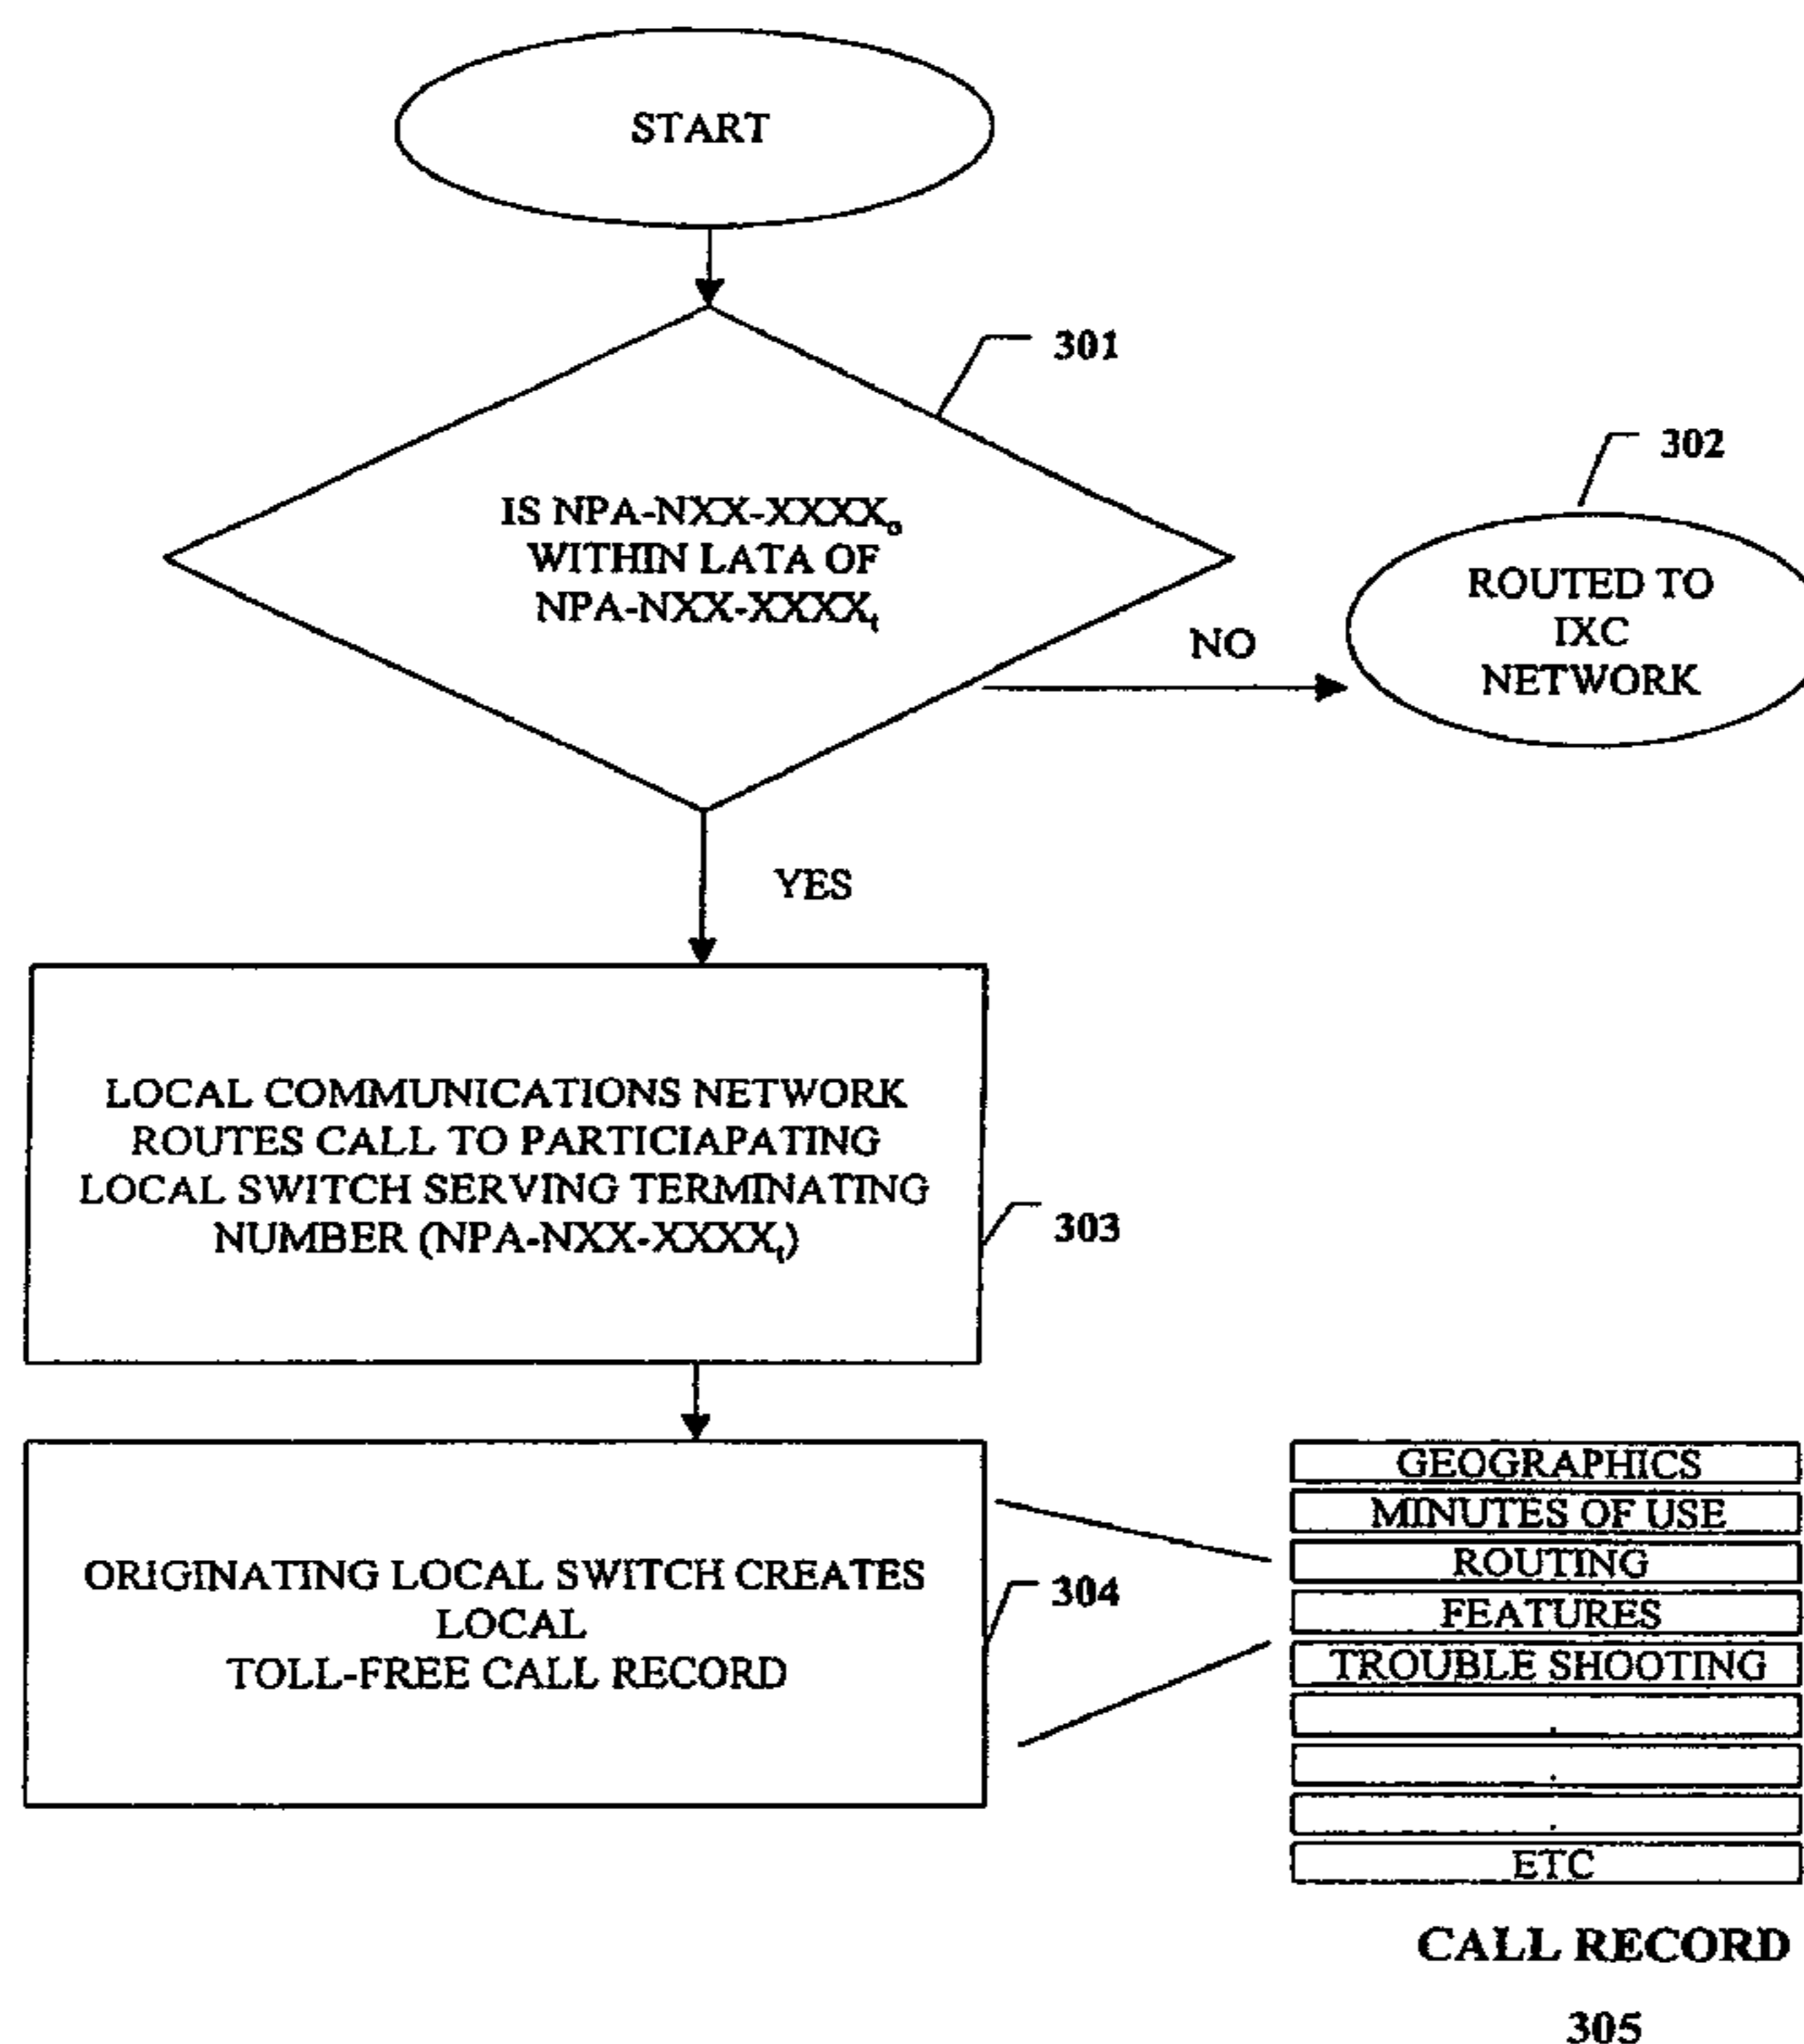 START
301
IS NPA-NXX-XXXXₒ
WITHIN LATA OF
NPA-NXX-XXXXₜ
302
ROUTED TO
IXC
NETWORK
NO
YES
LOCAL COMMUNICATIONS NETWORK
ROUTES CALL TO PARTICIAPATING
LOCAL SWITCH SERVING TERMINATING
NUMBER (NPA-NXX-XXXXₜ)
303
ORIGINATING LOCAL SWITCH CREATES
LOCAL
TOLL-FREE CALL RECORD
304
GEOGRAPHICS
MINUTES OF USE
ROUTING
FEATURES
TROUBLE SHOOTING
.
.
.
ETC
CALL RECORD
305